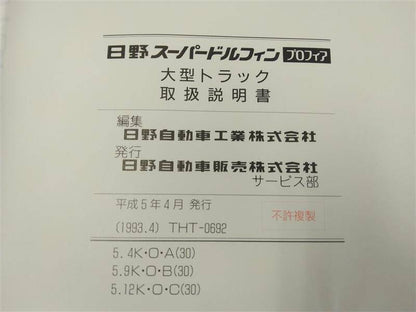 日野スーパードルフィン プロフィア
大型トラック
取扱説明書
編集
日野自動車工業株式会社
発行
日野自動車販売株式会社
サービス部
平成5年4月 発行
不許複製
(1993.4) THT-0692
5.4K・O・A(30)
5.9K・O・B(30)
5.12K・O・C(30)